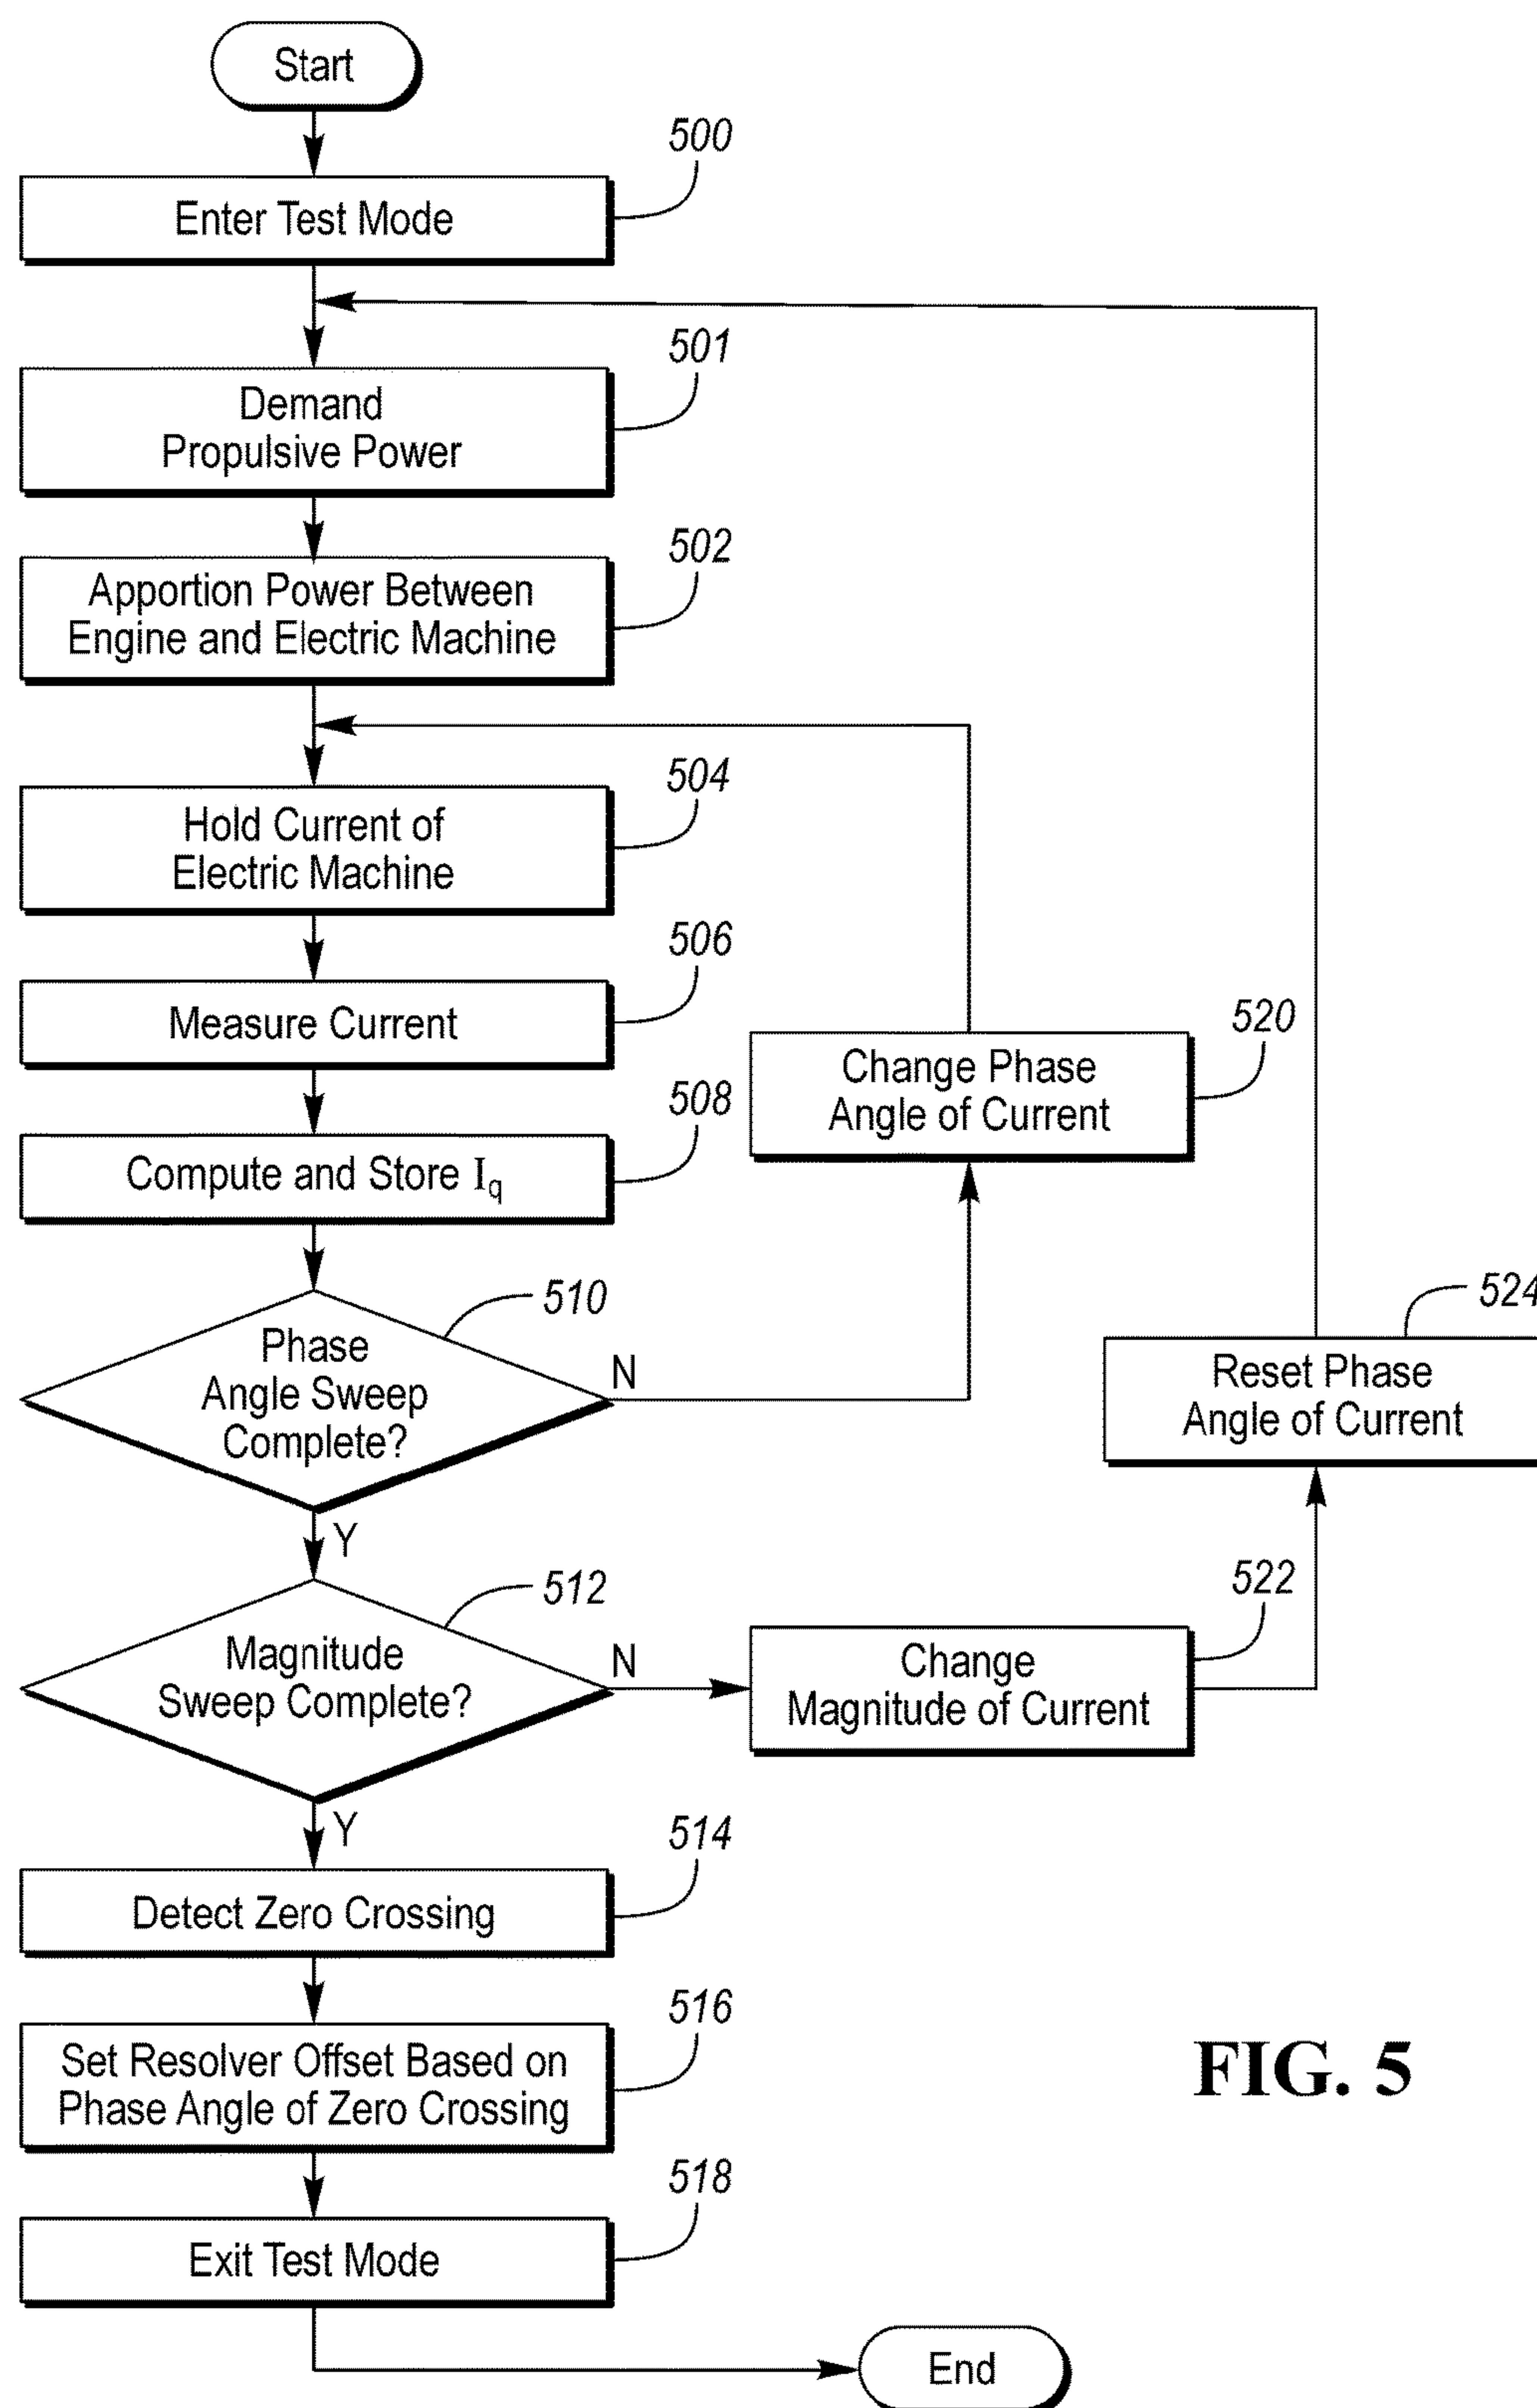 Start
500
Enter Test Mode
501
Demand
Propulsive Power
502
Apportion Power Between
Engine and Electric Machine
504
Hold Current of
Electric Machine
506
Measure Current
520
Change Phase
Angle of Current
508
Compute and Store Iq
510
Phase
Angle Sweep
Complete?
N
524
Reset Phase
Angle of Current
Y
512
Magnitude
Sweep Complete?
N
522
Change
Magnitude of Current
Y
514
Detect Zero Crossing
516
Set Resolver Offset Based on
Phase Angle of Zero Crossing
FIG. 5
518
Exit Test Mode
End